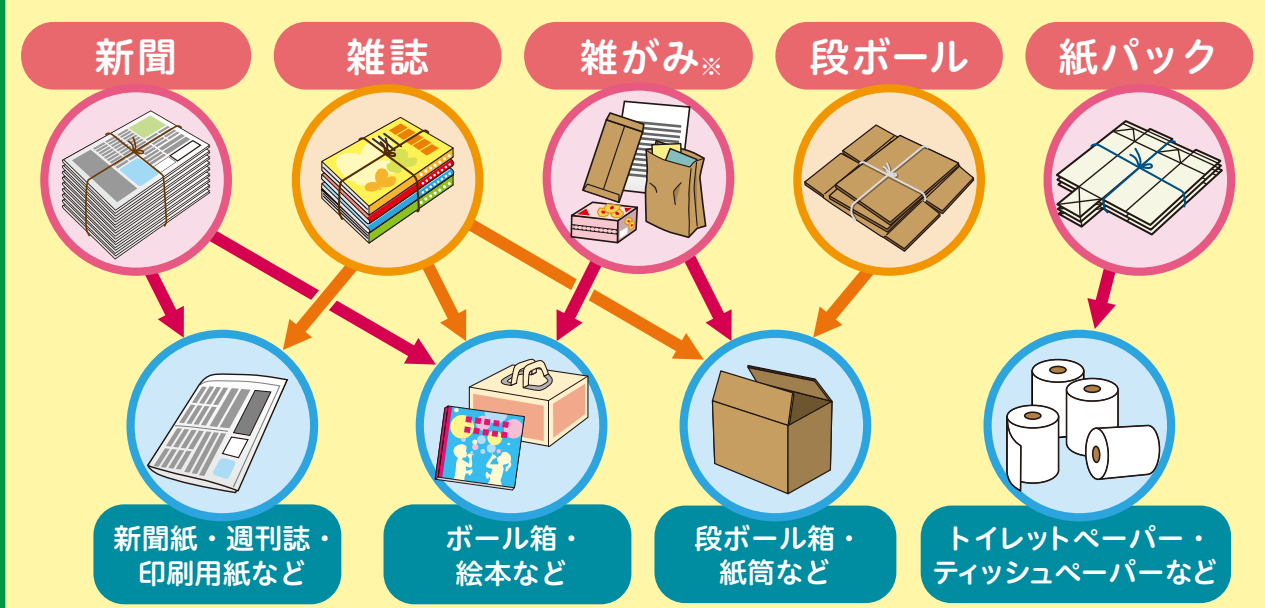 新聞
雑誌
雑がみ※
段ボール
紙パック
新聞紙・週刊誌・
印刷用紙など
ボール箱・
絵本など
段ボール箱・
紙筒など
トイレットペーパー・
ティッシュペーパーなど